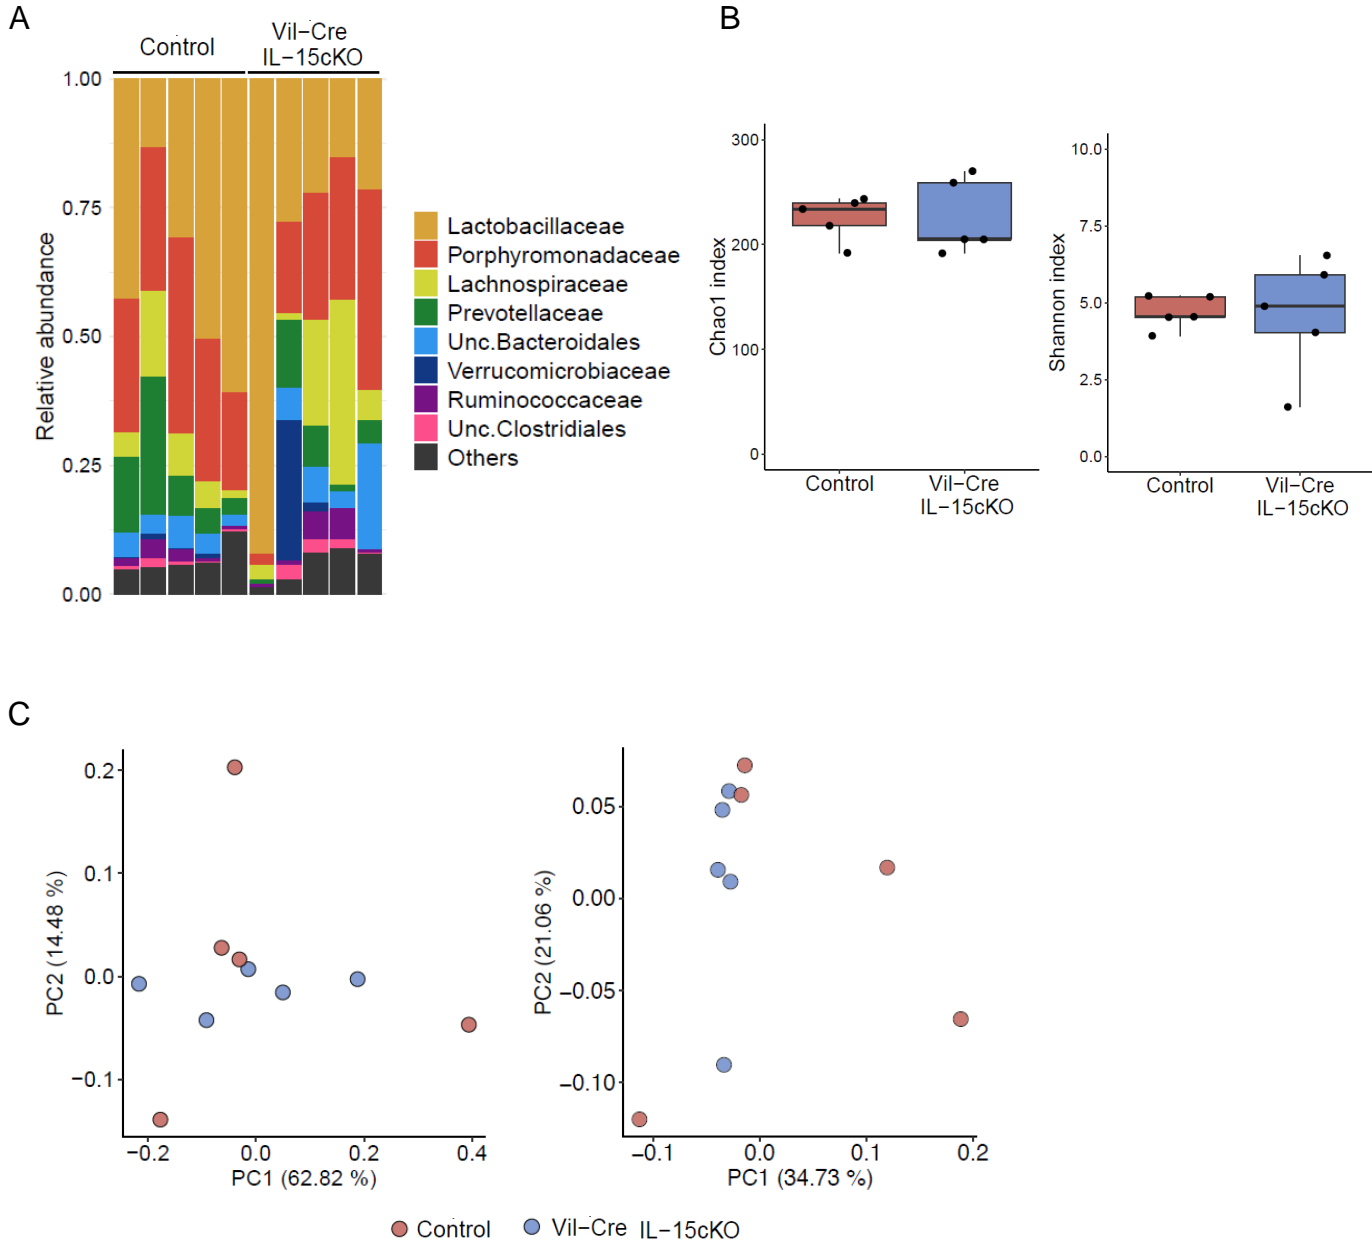 A
Control
Vil−Cre
IL−15cKO
1.00
0.75
0.50
0.25
0.00
Relative abundance
Lactobacillaceae
Porphyromonadaceae
Lachnospiraceae
Prevotellaceae
Unc.Bacteroidales
Verrucomicrobiaceae
Ruminococcaceae
Unc.Clostridiales
Others
B
300
200
100
0
Chao1 index
Control
Vil−Cre
IL−15cKO
10.0
7.5
5.0
2.5
0.0
Shannon index
Control
Vil−Cre
IL−15cKO
C
0.2
0.1
0.0
−0.1
PC2 (14.48 %)
−0.2 0.0 0.2 0.4
PC1 (62.82 %)
0.05
0.00
−0.05
−0.10
PC2 (21.06 %)
−0.1 0.0 0.1 0.2
PC1 (34.73 %)
Control Vil−Cre IL−15cKO